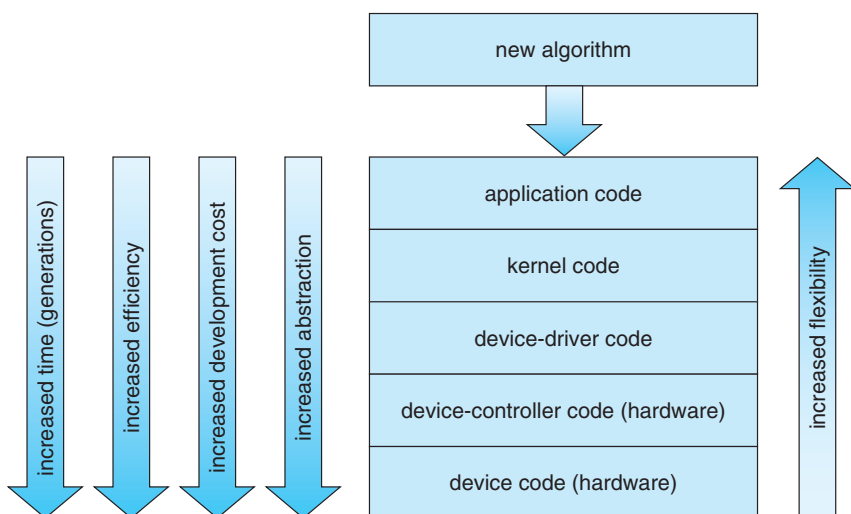 new algorithm
increased time (generations)
increased efficiency
increased development cost
increased abstraction
application code
kernel code
device-driver code
device-controller code (hardware)
device code (hardware)
increased flexibility